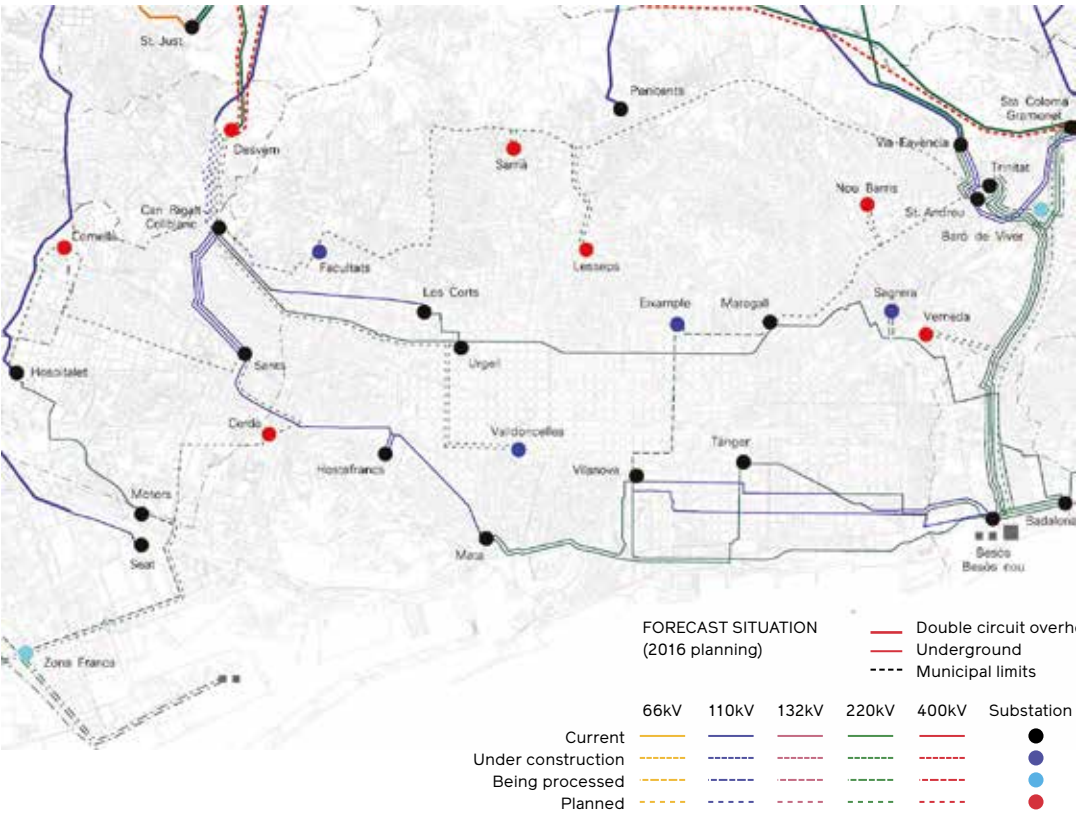 St. Just
Penitents
Sta Coloma
Gramenet
Desvern
Via Favència
Sarrià
Trinitat
Nou Barris
Can Rigalt
Collblanc
St. Andreu
Cornellà
Baró de Viver
Facultats
Lesseps
Les Corts
Eixample
Maragall
Sagrera
Verneda
Urgell
Sants
Hospitalet
Cerdà
Valldoncelles
Hostafrancs
Tànger
Vilanova
Motors
Badalona
Mata
Seat
Besòs
Besòs nou
Zona Franca
FORECAST SITUATION
(2016 planning)
Double circuit overhe
Underground
Municipal limits
66kV 110kV 132kV 220kV 400kV Substation
Current
Under construction
Being processed
Planned